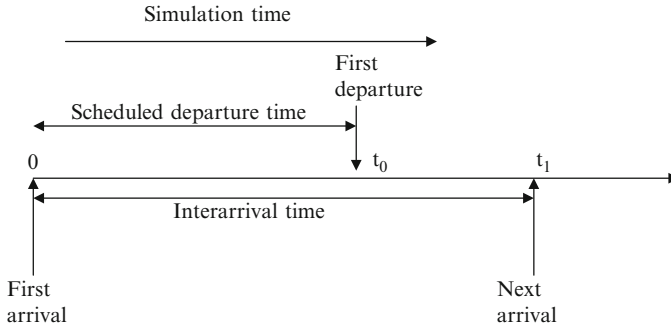 Simulation time
First
departure
Scheduled departure time
0
t0
t1
Interarrival time
First
arrival
Next
arrival